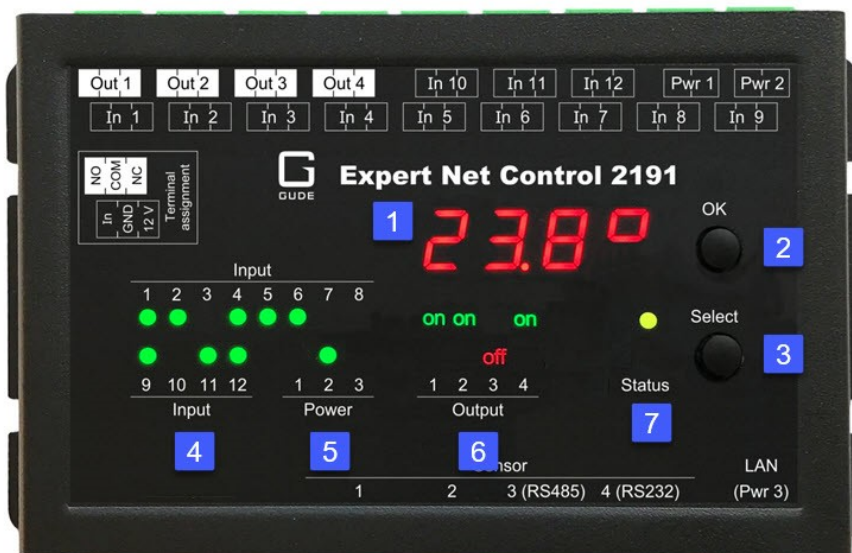 Out 1 Out 2 Out 3 Out 4 In 10 In 11 In 12 Pwr 1 Pwr 2
In 1 In 2 In 3 In 4 In 5 In 6 In 7 In 8 In 9
NO COM NC
In GND 12 V
Terminal assignment
G
GUDE
Expert Net Control 2191
1
23.8°
OK
2
Input
1 2 3 4 5 6 7 8
on on on
Select
off
3
9 10 11 12 1 2 3 1 2 3 4
Input Power Output Status
4 5 6 7
1 2 3 (RS485) 4 (RS232)
LAN
(Pwr 3)